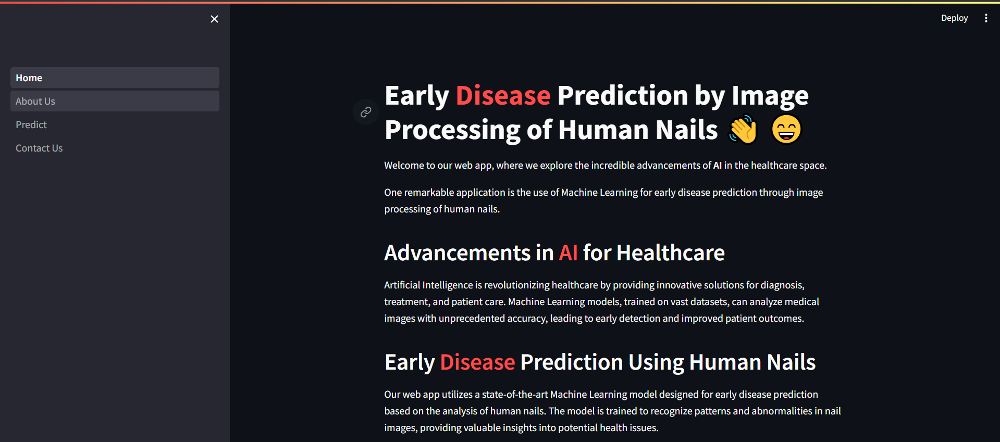 Deploy
Home
About Us
Predict
Contact Us
Early Disease Prediction by Image
Processing of Human Nails 👋 😄
Welcome to our web app, where we explore the incredible advancements of AI in the healthcare space.
One remarkable application is the use of Machine Learning for early disease prediction through image
processing of human nails.
Advancements in AI for Healthcare
Artificial Intelligence is revolutionizing healthcare by providing innovative solutions for diagnosis,
treatment, and patient care. Machine Learning models, trained on vast datasets, can analyze medical
images with unprecedented accuracy, leading to early detection and improved patient outcomes.
Early Disease Prediction Using Human Nails
Our web app utilizes a state-of-the-art Machine Learning model designed for early disease prediction
based on the analysis of human nails. The model is trained to recognize patterns and abnormalities in nail
images, providing valuable insights into potential health issues.